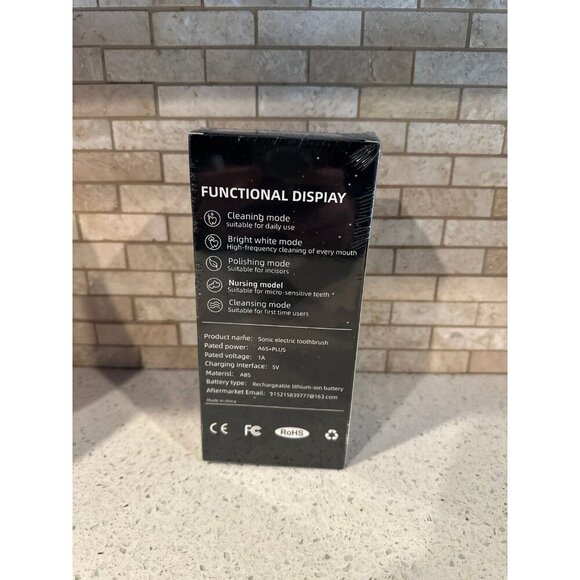 FUNCTIONAL DISPLAY
Cleaning mode
suitable for daily use
Bright white mode
High-frequency cleaning of every mouth
Polishing mode
Suitable for incisors
Nursing model
Suitable for micro-sensitive teeth
Cleansing mode
Suitable for first time users
Product name: Sonic electric toothbrush
Pated power: A6S+PLUS
Pated voltage: 1A
Charging interface: 5V
Materisl: ABS
Battery type: Rechargeable lithium-ion battery
Aftermarket Email: 915215839777@163.com
Made in china
CE FC RoHS